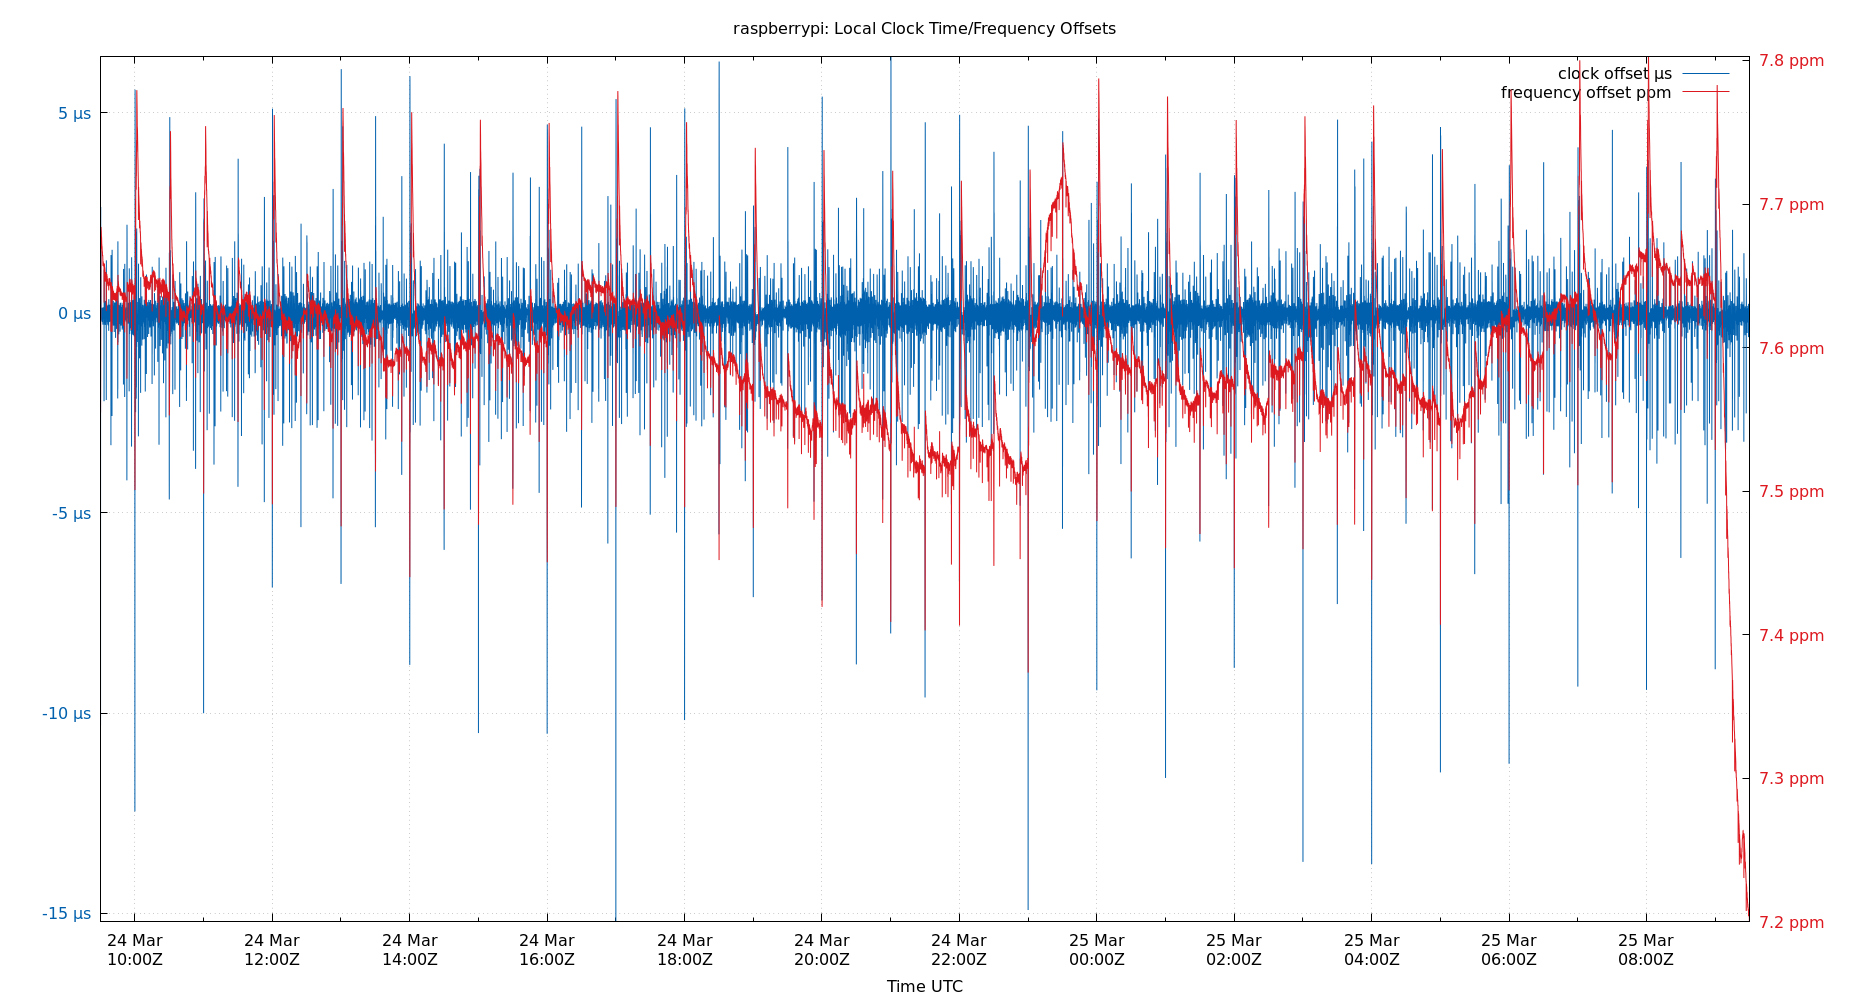 raspberrypi: Local Clock Time/Frequency Offsets
clock offset µs
frequency offset ppm
5 µs
0 µs
-5 µs
-10 µs
-15 µs
7.8 ppm
7.7 ppm
7.6 ppm
7.5 ppm
7.4 ppm
7.3 ppm
7.2 ppm
24 Mar 24 Mar 24 Mar 24 Mar 24 Mar 24 Mar 24 Mar 25 Mar 25 Mar 25 Mar 25 Mar 25 Mar
10:00Z 12:00Z 14:00Z 16:00Z 18:00Z 20:00Z 22:00Z 00:00Z 02:00Z 04:00Z 06:00Z 08:00Z
Time UTC